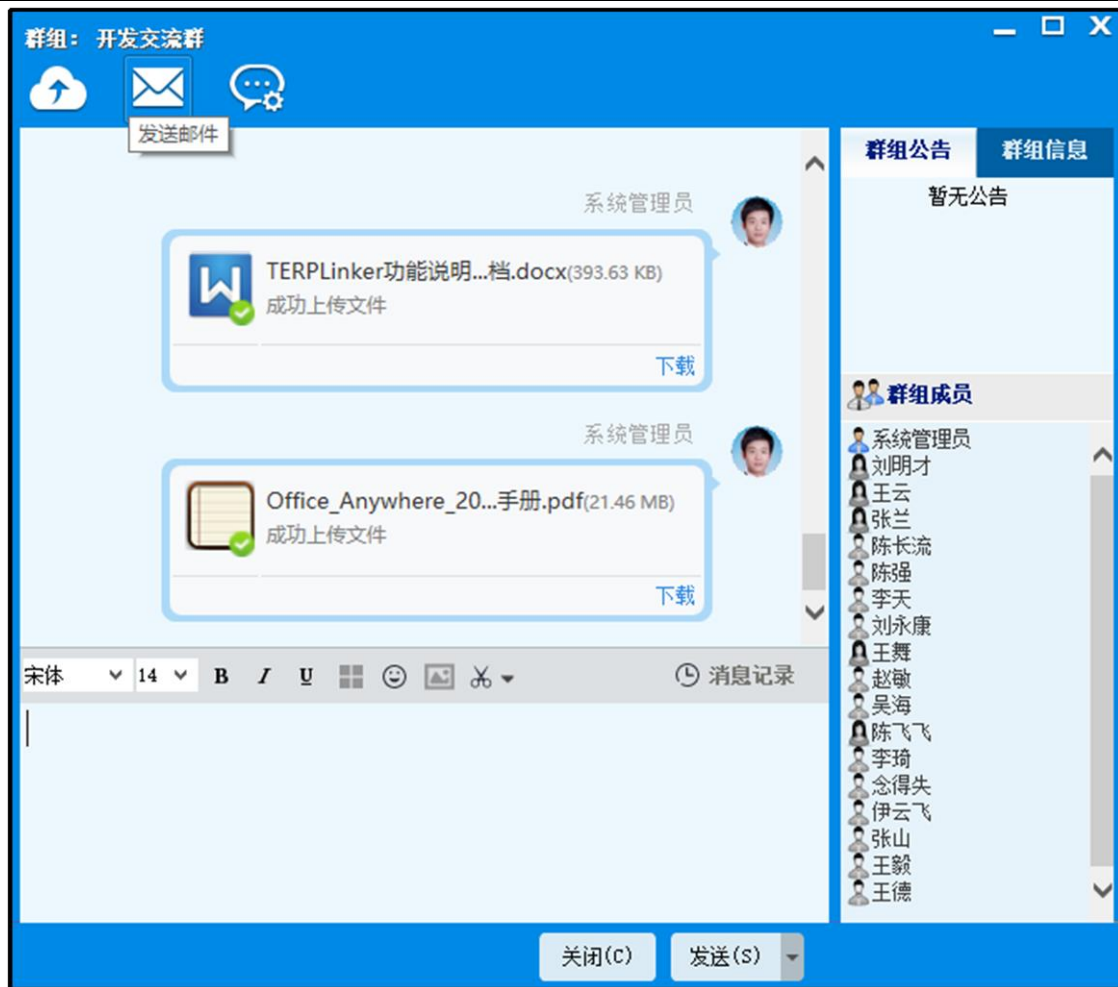 群组： 开发交流群
发送邮件
系统管理员
TERPLinker功能说明...档.docx(393.63 KB)
成功上传文件
下载
系统管理员
Office_Anywhere_20...手册.pdf(21.46 MB)
成功上传文件
下载
宋体 14 B I U 消息记录
关闭(C) 发送(S)
群组公告 群组信息
暂无公告
群组成员
系统管理员
刘明才
王云
张兰
陈长流
陈强
李天
刘永康
王舞
赵敏
吴海
陈飞飞
李琦
念得失
伊云飞
张山
王毅
王德